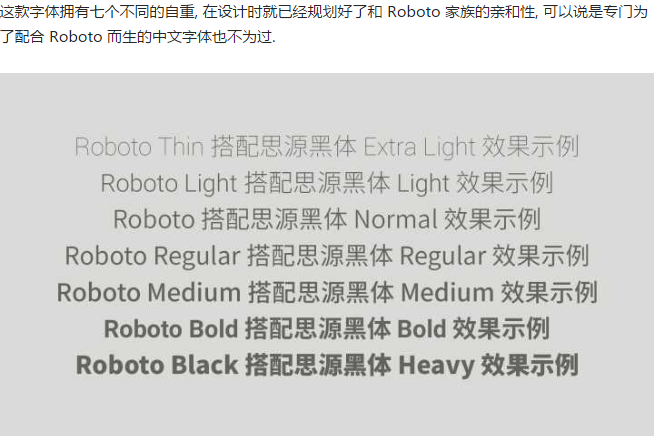 这款字体拥有七个不同的自重, 在设计时就已经规划好了和 Roboto 家族的亲和性, 可以说是专门为
了配合 Roboto 而生的中文字体也不为过.
Roboto Thin 搭配思源黑体 Extra Light 效果示例
Roboto Light 搭配思源黑体 Light 效果示例
Roboto 搭配思源黑体 Normal 效果示例
Roboto Regular 搭配思源黑体 Regular 效果示例
Roboto Medium 搭配思源黑体 Medium 效果示例
Roboto Bold 搭配思源黑体 Bold 效果示例
Roboto Black 搭配思源黑体 Heavy 效果示例